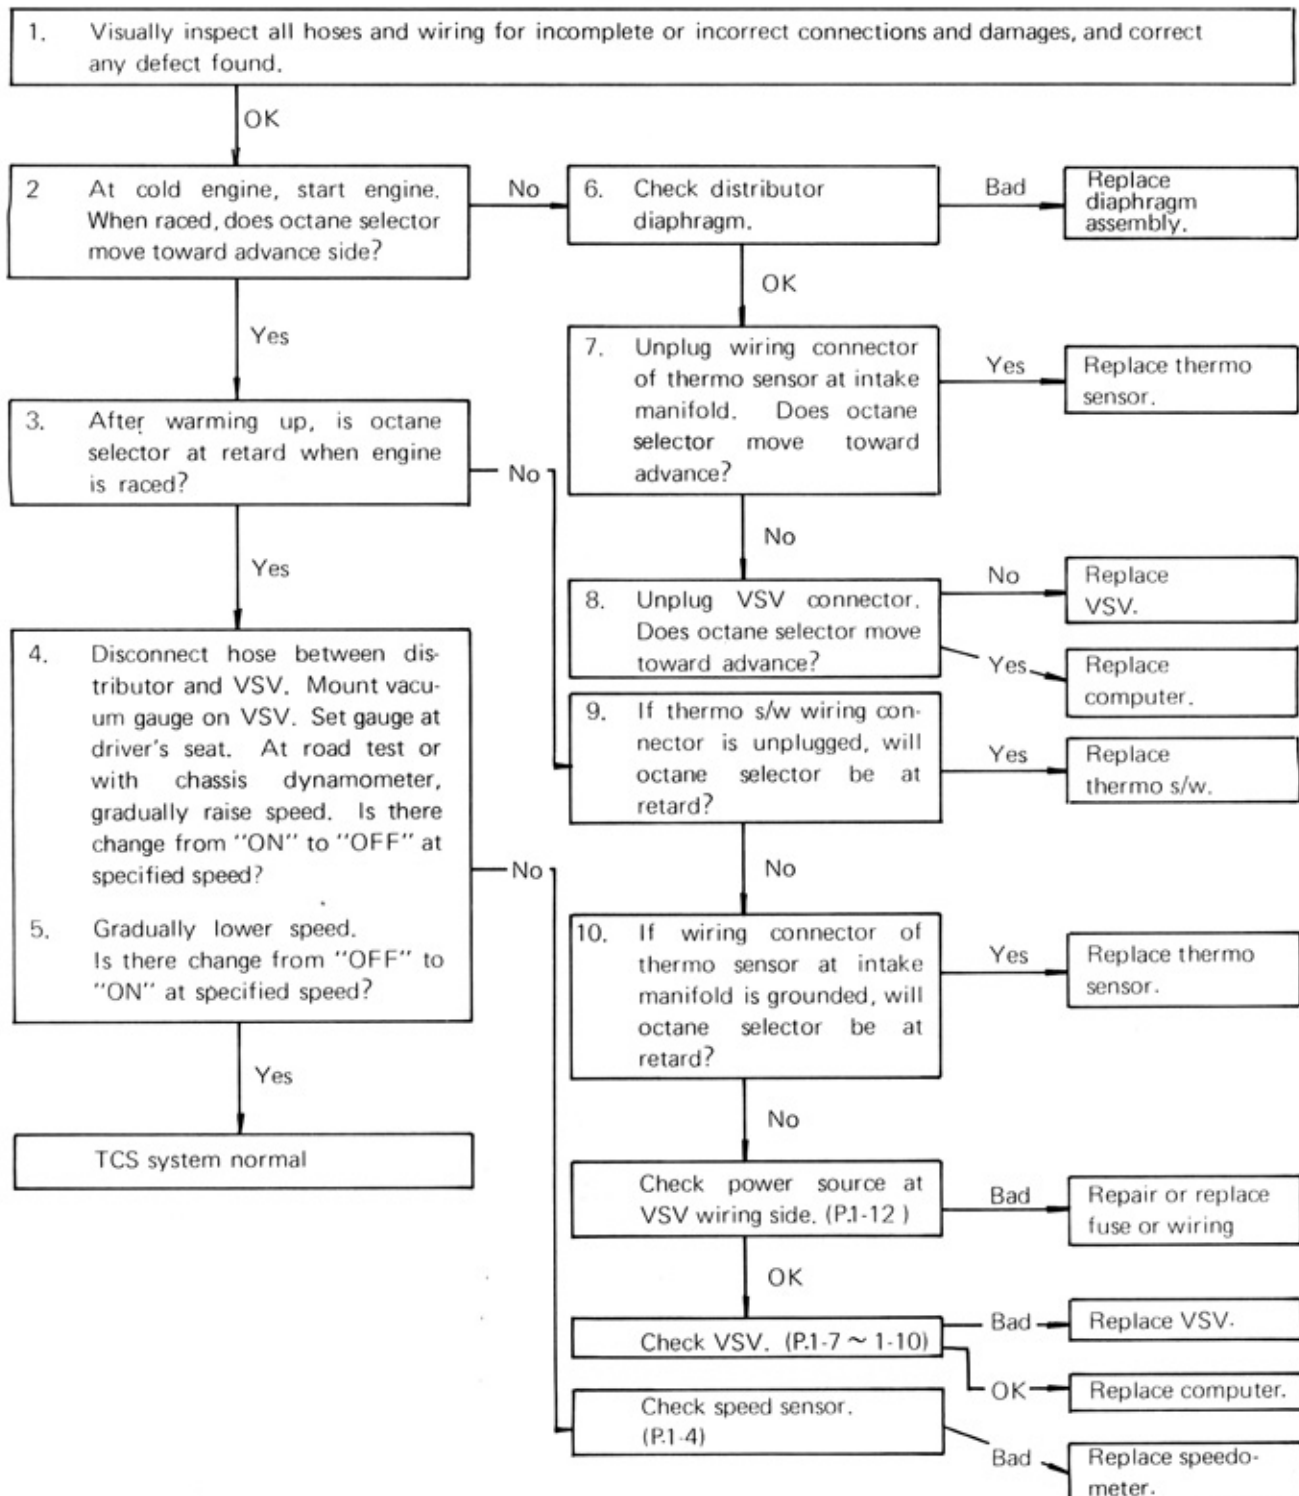 1. Visually inspect all hoses and wiring for incomplete or incorrect connections and damages, and correct
any defect found.
OK
2 At cold engine, start engine.
When raced, does octane selector
move toward advance side?
No
6. Check distributor
diaphragm.
Bad
Replace
diaphragm
assembly.
OK
Yes
7. Unplug wiring connector
of thermo sensor at intake
manifold. Does octane
selector move toward
advance?
Yes
Replace thermo
sensor.
3. After warming up, is octane
selector at retard when engine
is raced?
No
No
Yes
8. Unplug VSV connector.
Does octane selector move
toward advance?
No
Replace
VSV.
Yes
Replace
computer.
4. Disconnect hose between dis-
tributor and VSV. Mount vacu-
um gauge on VSV. Set gauge at
driver's seat. At road test or
with chassis dynamometer,
gradually raise speed. Is there
change from "ON" to "OFF" at
specified speed?
No
5. Gradually lower speed.
Is there change from "OFF" to
"ON" at specified speed?
9. If thermo s/w wiring con-
nector is unplugged, will
octane selector be at
retard?
Yes
Replace
thermo s/w.
No
10. If wiring connector of
thermo sensor at intake
manifold is grounded, will
octane selector be at
retard?
Yes
Replace thermo
sensor.
Yes
TCS system normal
No
Check power source at
VSV wiring side. (P.1-12 )
Bad
Repair or replace
fuse or wiring
OK
Check VSV. (P.1-7 ~ 1-10)
Bad
Replace VSV.
OK
Replace computer.
Check speed sensor.
(P.1-4)
Bad
Replace speedo-
meter.